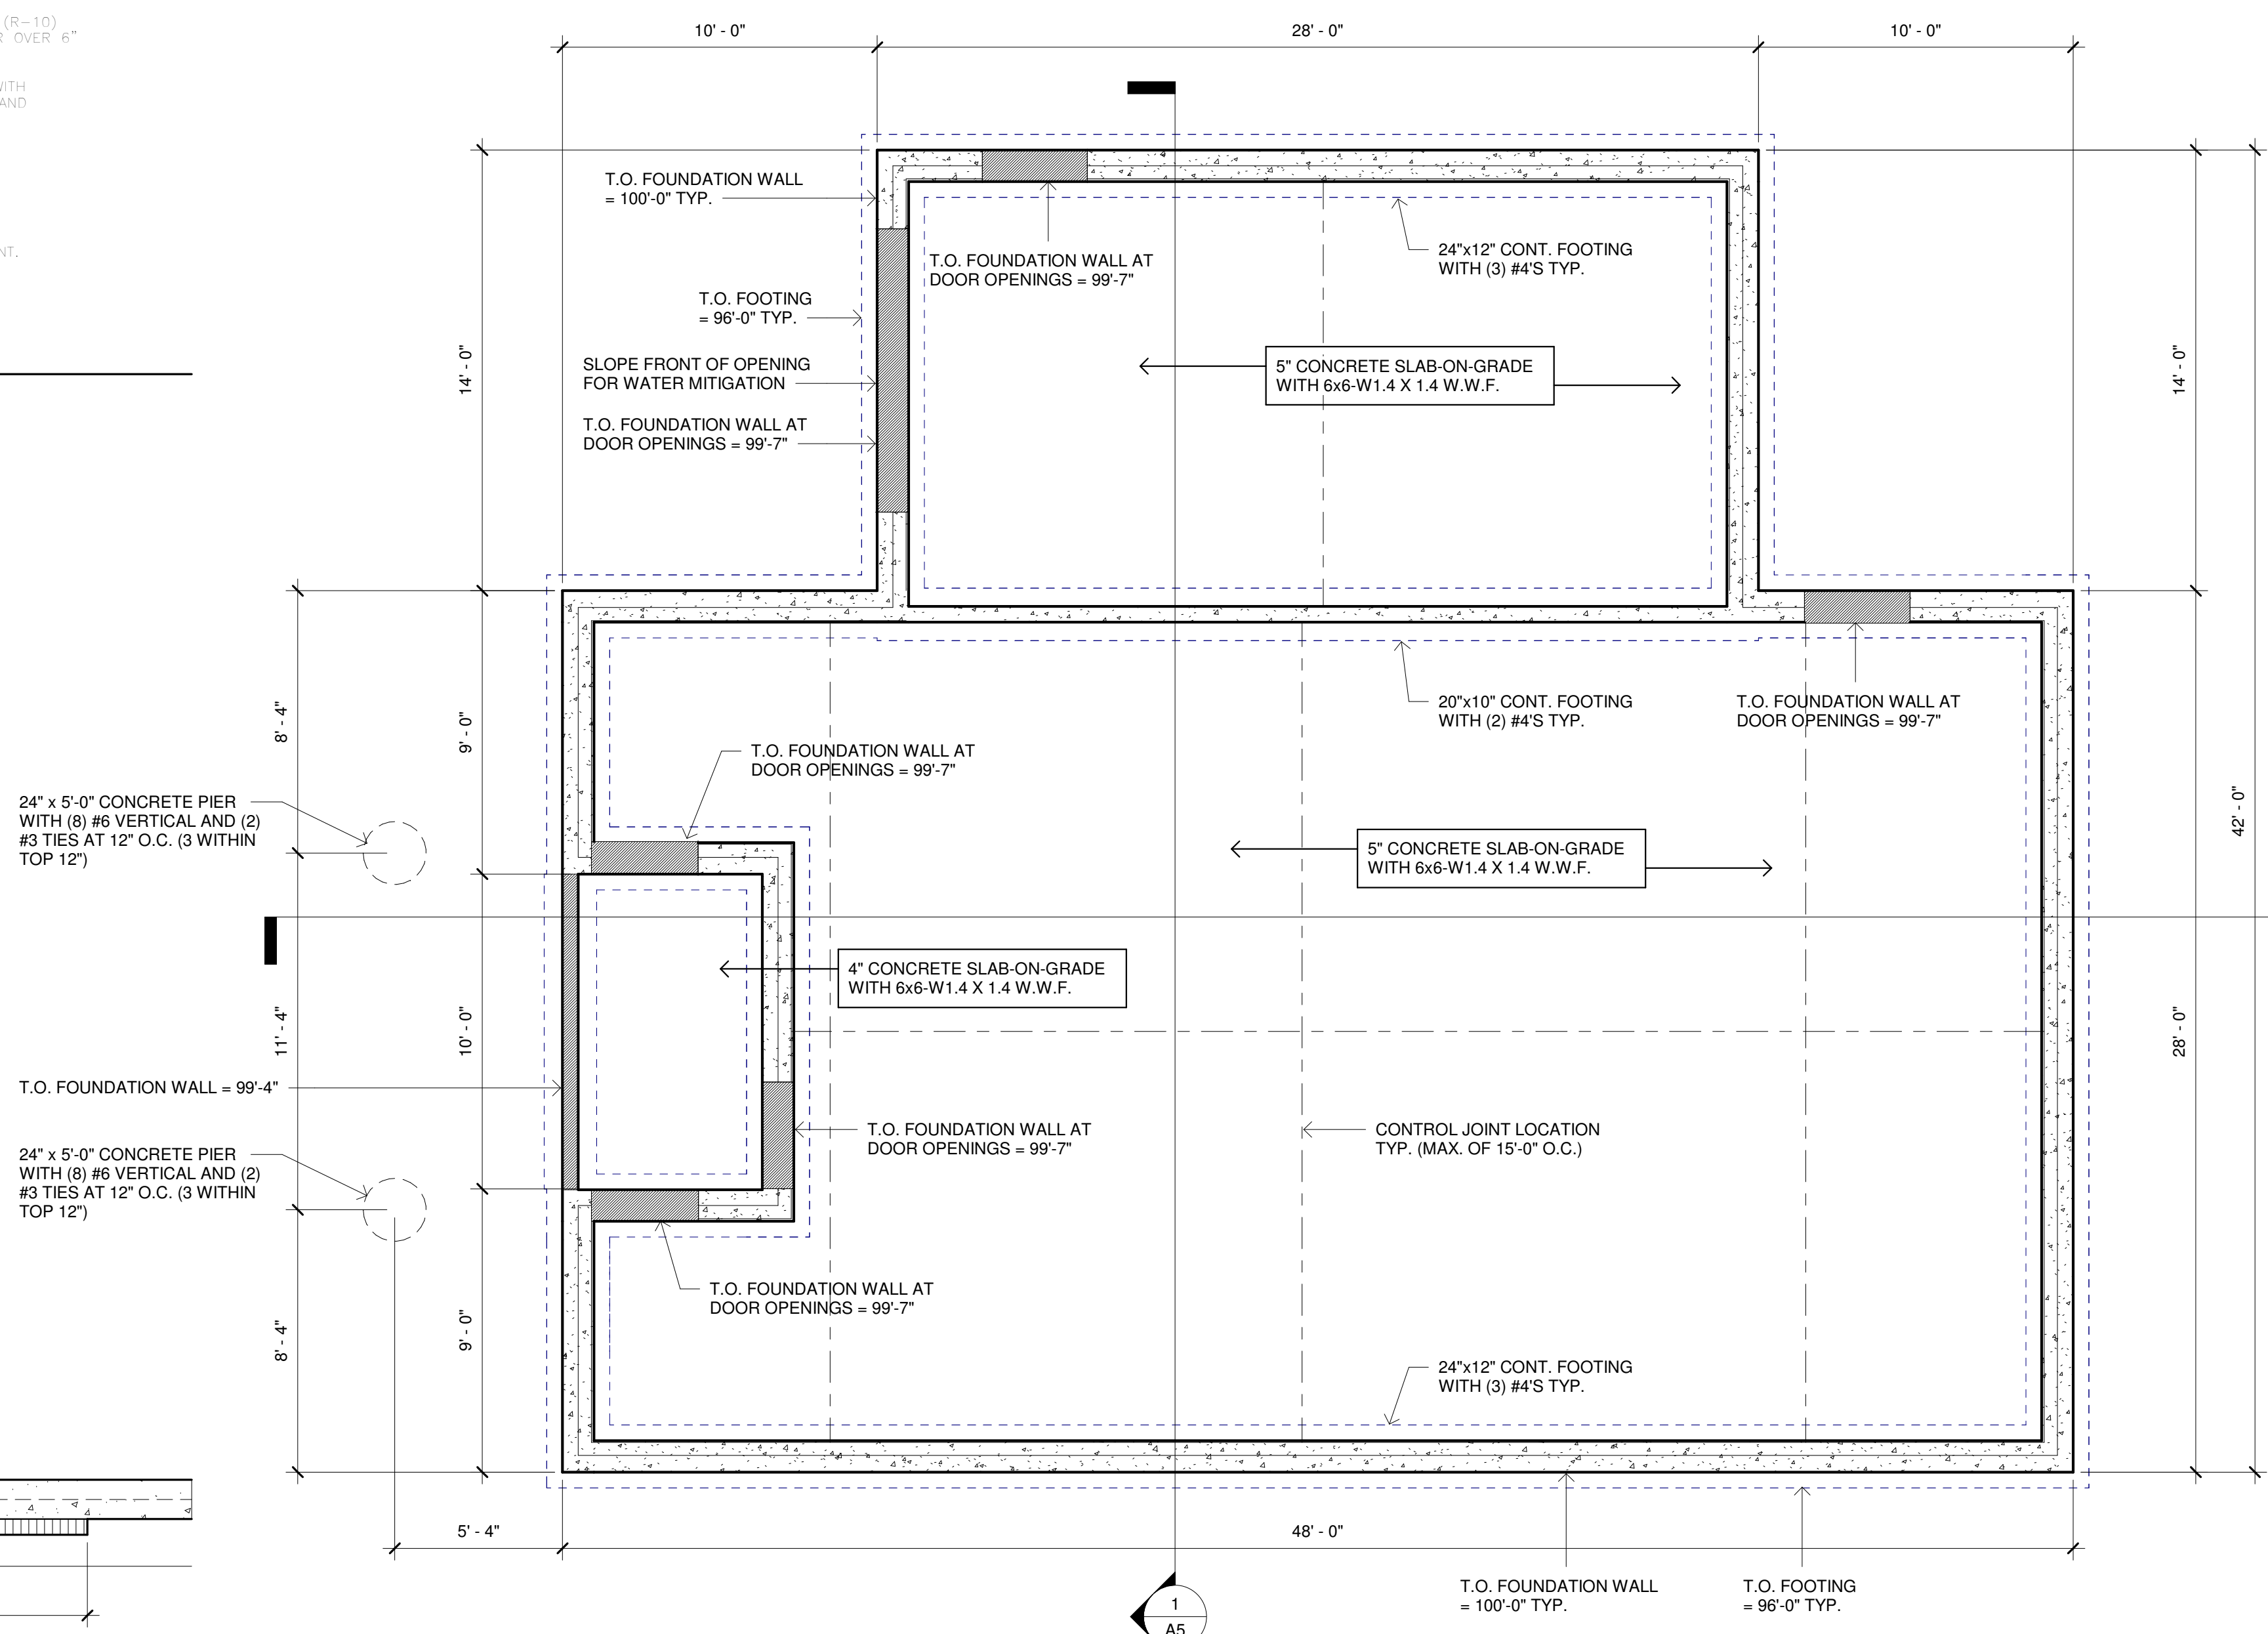 (R-10)
OVER 6"
WITH
AND
10' - 0"
28' - 0"
10' - 0"
T.O. FOUNDATION WALL
= 100'-0" TYP.
T.O. FOUNDATION WALL AT
DOOR OPENINGS = 99'-7"
24"x12" CONT. FOOTING
WITH (3) #4'S TYP.
T.O. FOOTING
= 96'-0" TYP.
SLOPE FRONT OF OPENING
FOR WATER MITIGATION
T.O. FOUNDATION WALL AT
DOOR OPENINGS = 99'-7"
14' - 0"
5" CONCRETE SLAB-ON-GRADE
WITH 6x6-W1.4 X 1.4 W.W.F.
14' - 0"
8' - 4"
9' - 0"
20"x10" CONT. FOOTING
WITH (2) #4'S TYP.
T.O. FOUNDATION WALL AT
DOOR OPENINGS = 99'-7"
T.O. FOUNDATION WALL AT
DOOR OPENINGS = 99'-7"
24" x 5'-0" CONCRETE PIER
WITH (8) #6 VERTICAL AND (2)
#3 TIES AT 12" O.C. (3 WITHIN
TOP 12")
5" CONCRETE SLAB-ON-GRADE
WITH 6x6-W1.4 X 1.4 W.W.F.
42' - 0"
4" CONCRETE SLAB-ON-GRADE
WITH 6x6-W1.4 X 1.4 W.W.F.
11' - 4"
10' - 0"
28' - 0"
T.O. FOUNDATION WALL = 99'-4"
T.O. FOUNDATION WALL AT
DOOR OPENINGS = 99'-7"
CONTROL JOINT LOCATION
TYP. (MAX. OF 15'-0" O.C.)
24" x 5'-0" CONCRETE PIER
WITH (8) #6 VERTICAL AND (2)
#3 TIES AT 12" O.C. (3 WITHIN
TOP 12")
T.O. FOUNDATION WALL AT
DOOR OPENINGS = 99'-7"
8' - 4"
9' - 0"
24"x12" CONT. FOOTING
WITH (3) #4'S TYP.
5' - 4"
48' - 0"
T.O. FOUNDATION WALL
= 100'-0" TYP.
T.O. FOOTING
= 96'-0" TYP.
1
A5